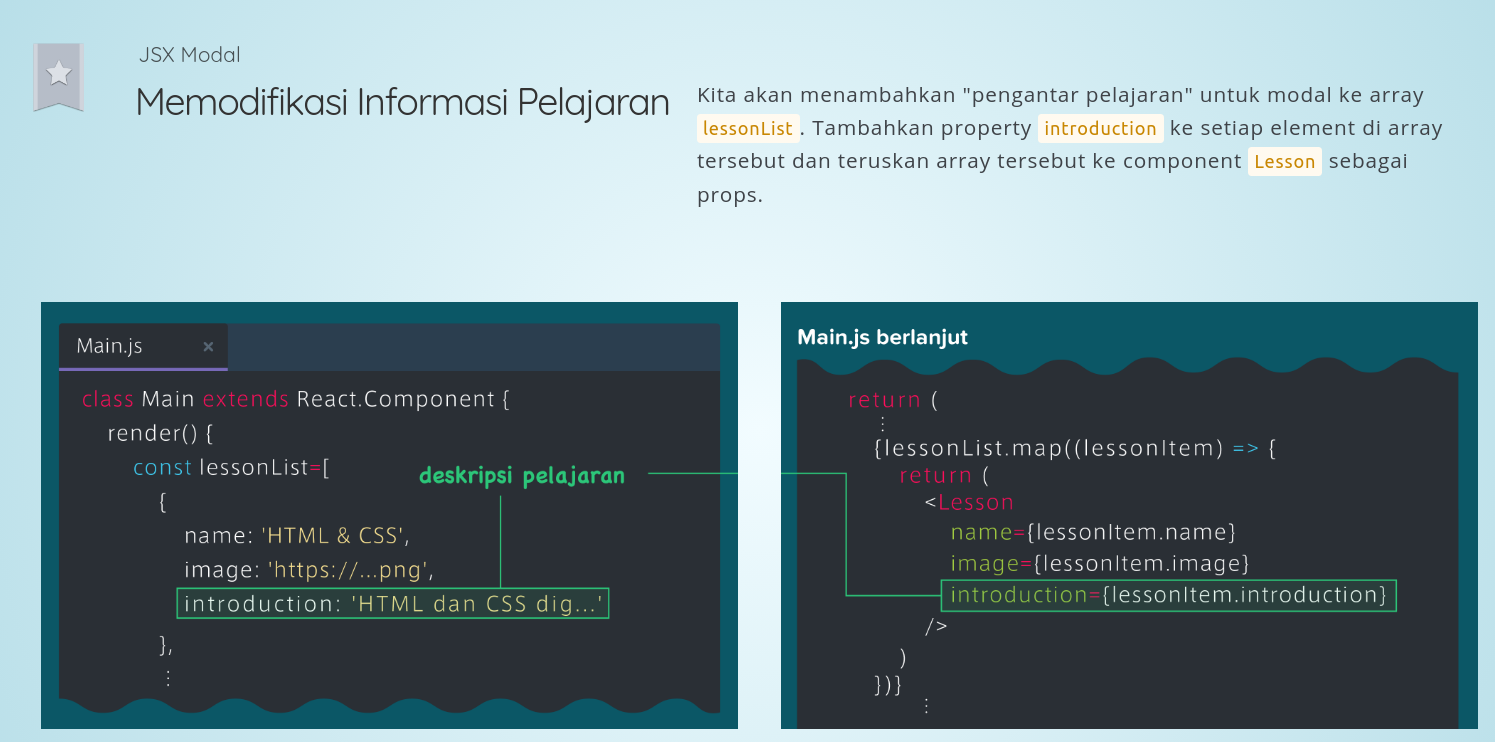 JSX Modal
Memodifikasi Informasi Pelajaran
Kita akan menambahkan "pengantar pelajaran" untuk modal ke array
lessonList. Tambahkan property introduction ke setiap element di array
tersebut dan teruskan array tersebut ke component Lesson sebagai
props.
Main.js ×
class Main extends React.Component {
render() {
const lessonList=[
deskripsi pelajaran
{
name: 'HTML & CSS',
image: 'https://...png',
introduction: 'HTML dan CSS dig...'
},
⋮
Main.js berlanjut
return (
⋮
{lessonList.map((lessonItem) => {
return (
<Lesson
name={lessonItem.name}
image={lessonItem.image}
introduction={lessonItem.introduction}
/>
)
})}
⋮